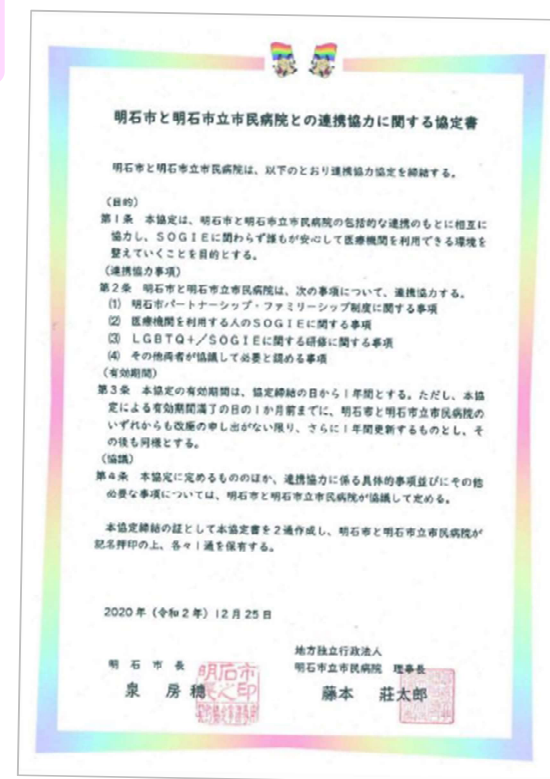 明石市と明石市立市民病院との連携協力に関する協定書
明石市と明石市立市民病院は、以下のとおり連携協力協定を締結する。
(目的)
第1条 本協定は、明石市と明石市立市民病院の包括的な連携のもとに相互に
協力し、SOGIEに関わらず誰もが安心して医療機関を利用できる環境を
整えていくことを目的とする。
(連携協力事項)
第2条 明石市と明石市立市民病院は、次の事項について、連携協力する。
(1) 明石市パートナーシップ・ファミリーシップ制度に関する事項
(2) 医療機関を利用する人のSOGIEに関する事項
(3) LGBTQ+/SOGIEに関する研修に関する事項
(4) その他両者が協議して必要と認める事項
(有効期間)
第3条 本協定の有効期間は、協定締結の日から1年間とする。ただし、本協
定による有効期間満了の日の1か月前までに、明石市と明石市立市民病院の
いずれからも改廃の申し出がない限り、さらに1年間更新するものとし、そ
の後も同様とする。
(協議)
第4条 本協定に定めるもののほか、連携協力に係る具体的事項並びにその他
必要な事項については、明石市と明石市立市民病院が協議して定める。
本協定締結の証として本協定書を2通作成し、明石市と明石市立市民病院が
記名押印の上、各々1通を保有する。
2020年(令和2年)12月25日
明石市長
泉 房穂
明石市
長之印
地方独立行政法人
明石市立市民病院 理事長
藤本 莊太郎